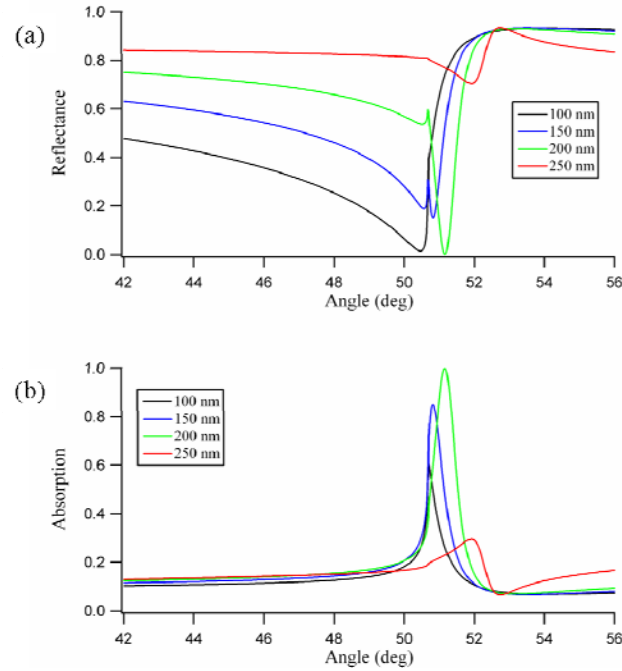 (a)
1.0
0.8
0.6
0.4
0.2
0.0
Reflectance
100 nm
150 nm
200 nm
250 nm
42 44 46 48 50 52 54 56
Angle (deg)
(b)
1.0
0.8
0.6
0.4
0.2
0.0
Absorption
100 nm
150 nm
200 nm
250 nm
42 44 46 48 50 52 54 56
Angle (deg)